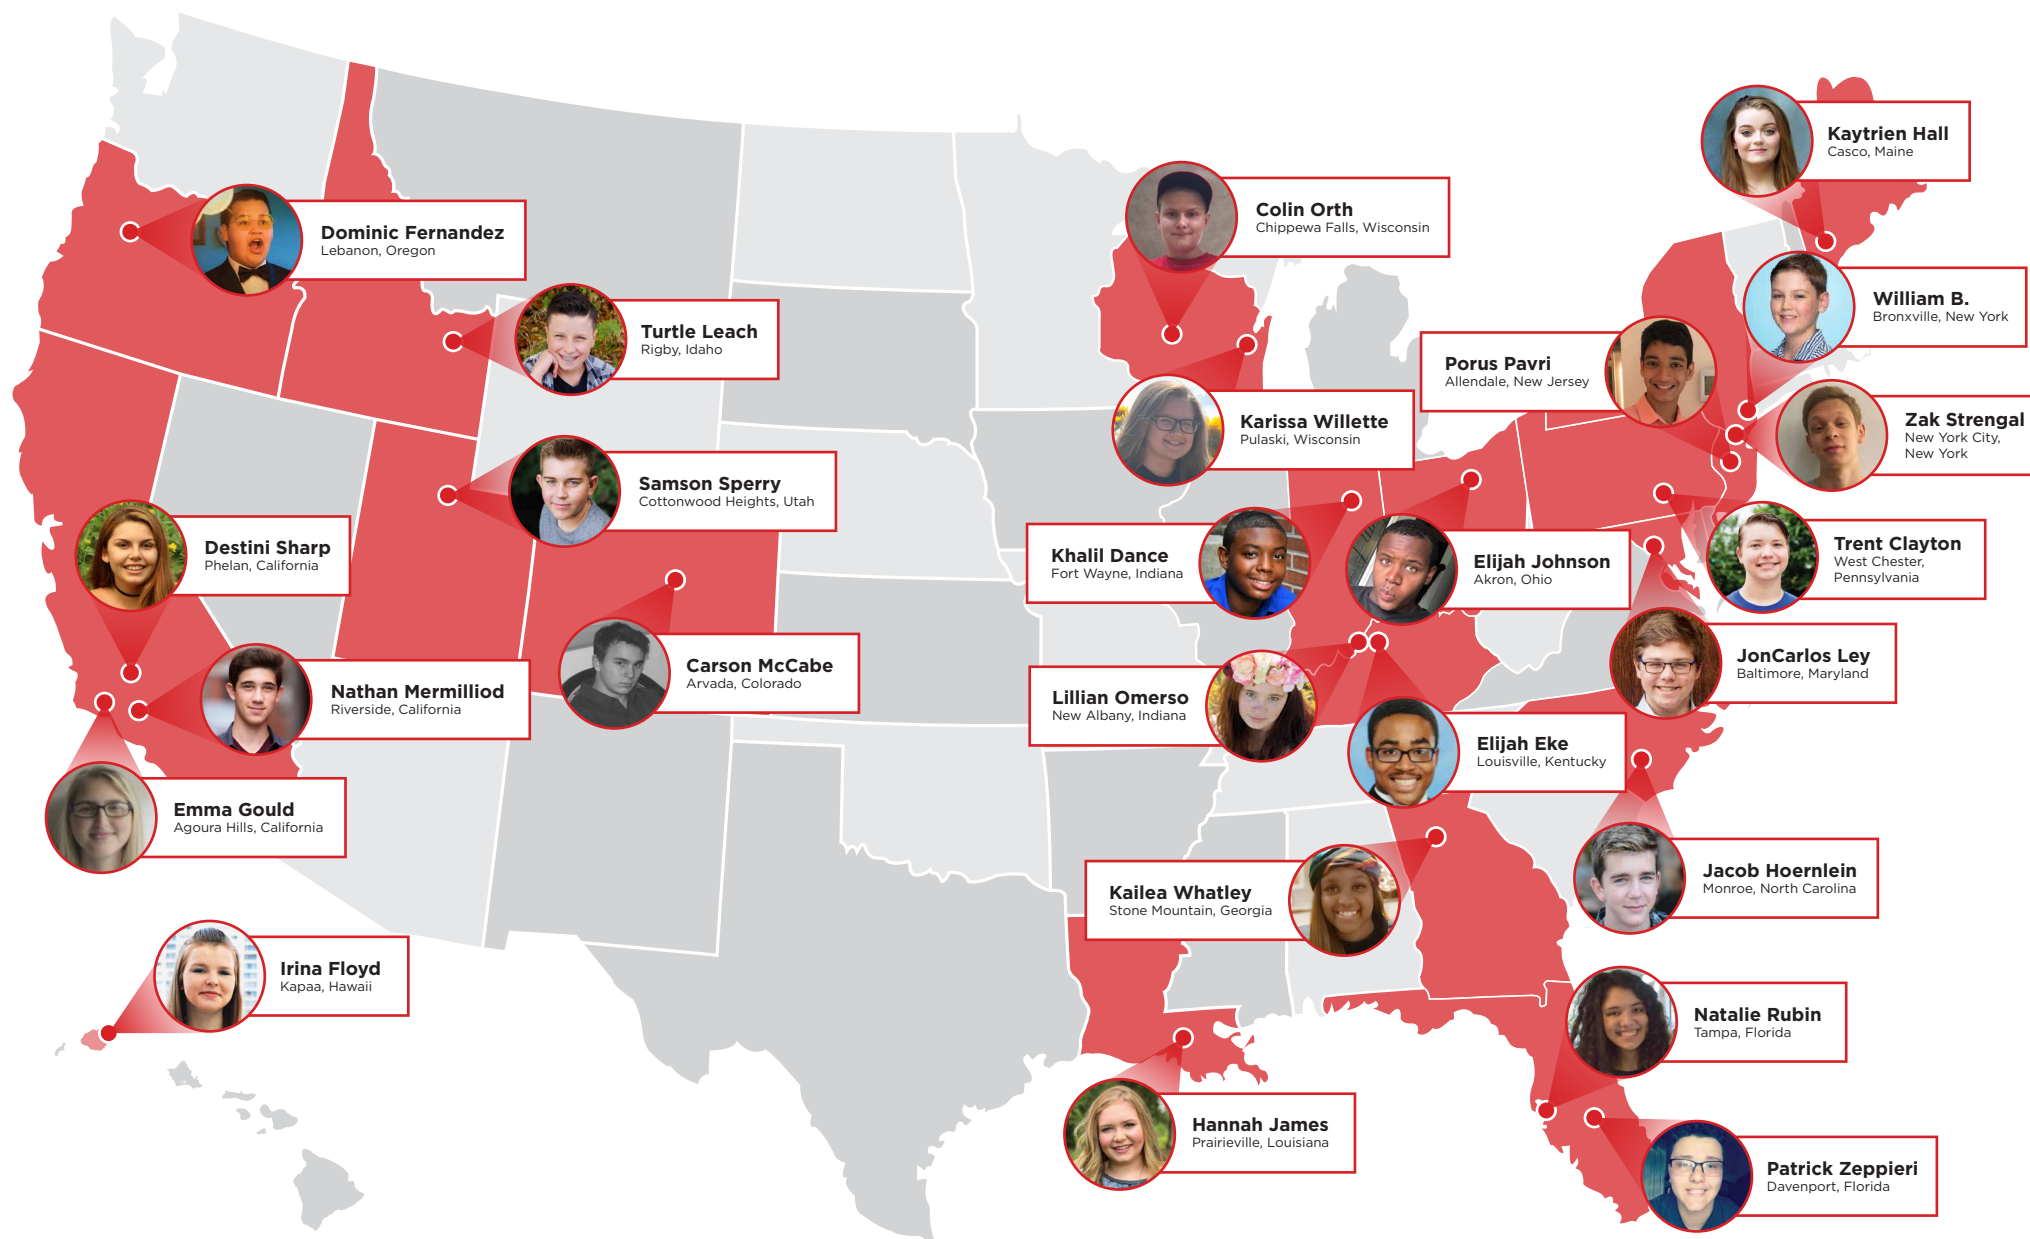 Kaytrien Hall
Casco, Maine
Colin Orth
Chippewa Falls, Wisconsin
Dominic Fernandez
Lebanon, Oregon
William B.
Bronxville, New York
Turtle Leach
Rigby, Idaho
Porus Pavri
Allendale, New Jersey
Karissa Willette
Pulaski, Wisconsin
Zak Strengal
New York City,
New York
Samson Sperry
Cottonwood Heights, Utah
Destini Sharp
Phelan, California
Khalil Dance
Fort Wayne, Indiana
Elijah Johnson
Akron, Ohio
Trent Clayton
West Chester,
Pennsylvania
Nathan Mermilliod
Riverside, California
Carson McCabe
Arvada, Colorado
Lillian Omerso
New Albany, Indiana
JonCarlos Ley
Baltimore, Maryland
Elijah Eke
Louisville, Kentucky
Emma Gould
Agoura Hills, California
Kailea Whatley
Stone Mountain, Georgia
Jacob Hoernlein
Monroe, North Carolina
Irina Floyd
Kapaa, Hawaii
Natalie Rubin
Tampa, Florida
Hannah James
Prairieville, Louisiana
Patrick Zeppieri
Davenport, Florida